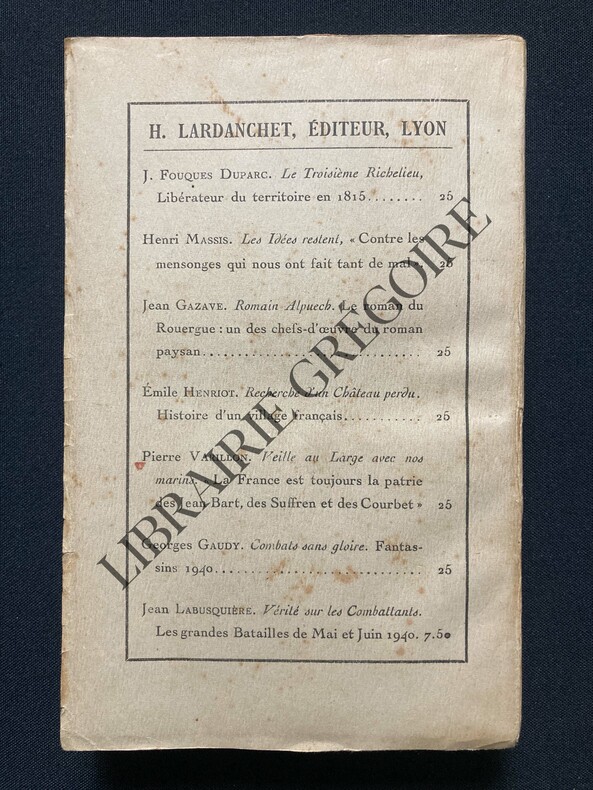 H. LARDANCHET, ÉDITEUR, LYON
J. FOUQUES DUPARC. Le Troisième Richelieu,
Libérateur du territoire en 1815........ 25
Henri MASSIS. Les Idées restent, « Contre les
mensonges qui nous ont fait tant de mal ». 25
Jean GAZAVE. Romain Alpuech. Le roman du
Rouergue : un des chefs-d'œuvre du roman
paysan................................ 25
Émile HENRIOT. Recherche d'un Château perdu.
Histoire d'un village français........... 25
Pierre VARILLON. Veille au Large avec nos
marins. « La France est toujours la patrie
des Jean Bart, des Suffren et des Courbet » 25
Georges GAUDY. Combats sans gloire. Fantas-
sins 1940.............................. 25
Jean LABUSQUIÈRE. Vérité sur les Combattants.
Les grandes Batailles de Mai et Juin 1940. 7.50
LIBRAIRIE GREGOIRE